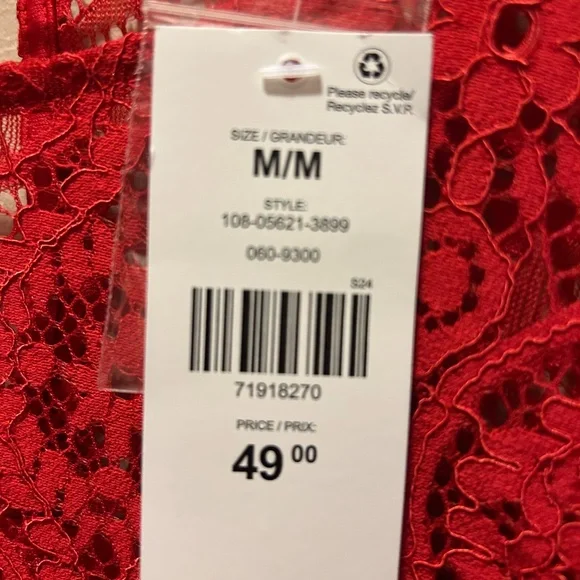 Please recycle/
Recyclez S.V.P.
SIZE / GRANDEUR:
M/M
STYLE:
108-05621-3899
060-9300
S24
71918270
PRICE / PRIX:
49 00